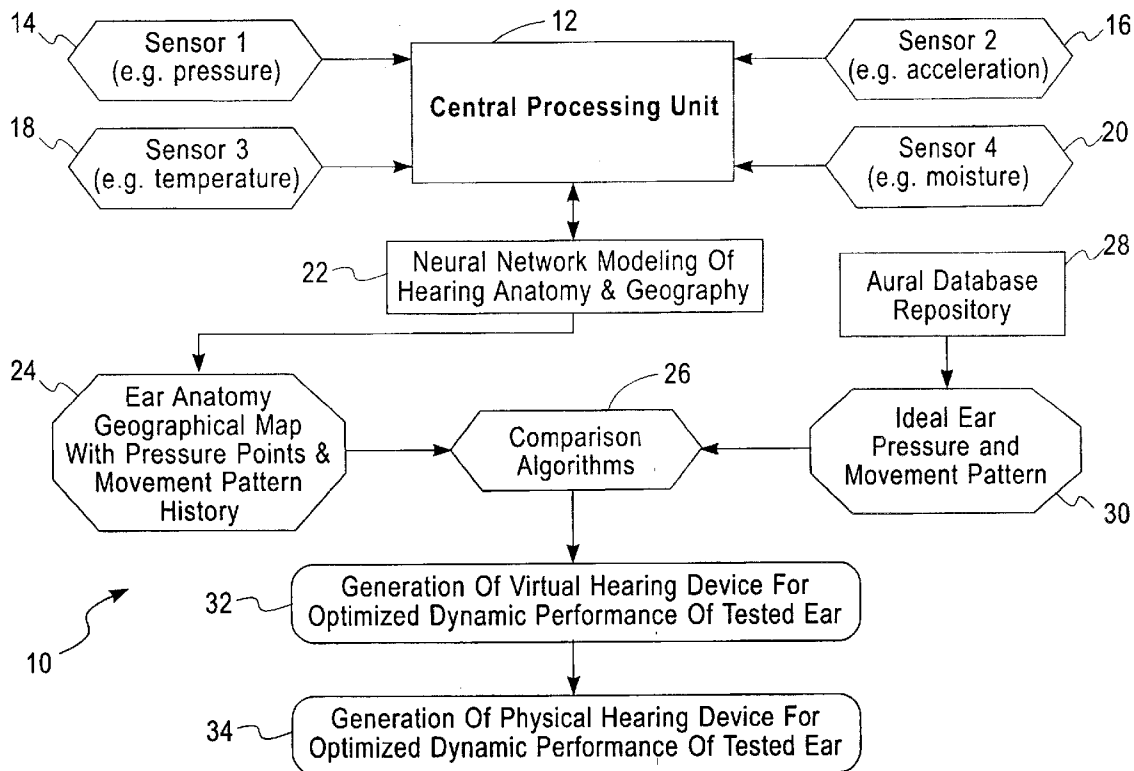 14
Sensor 1
(e.g. pressure)
12
Central Processing Unit
Sensor 2
(e.g. acceleration)
16
18
Sensor 3
(e.g. temperature)
Sensor 4
(e.g. moisture)
20
22
Neural Network Modeling Of
Hearing Anatomy & Geography
28
Aural Database
Repository
24
Ear Anatomy
Geographical Map
With Pressure Points &
Movement Pattern
History
26
Comparison
Algorithms
Ideal Ear
Pressure and
Movement Pattern
30
10
32
Generation Of Virtual Hearing Device For
Optimized Dynamic Performance Of Tested Ear
34
Generation Of Physical Hearing Device For
Optimized Dynamic Performance Of Tested Ear